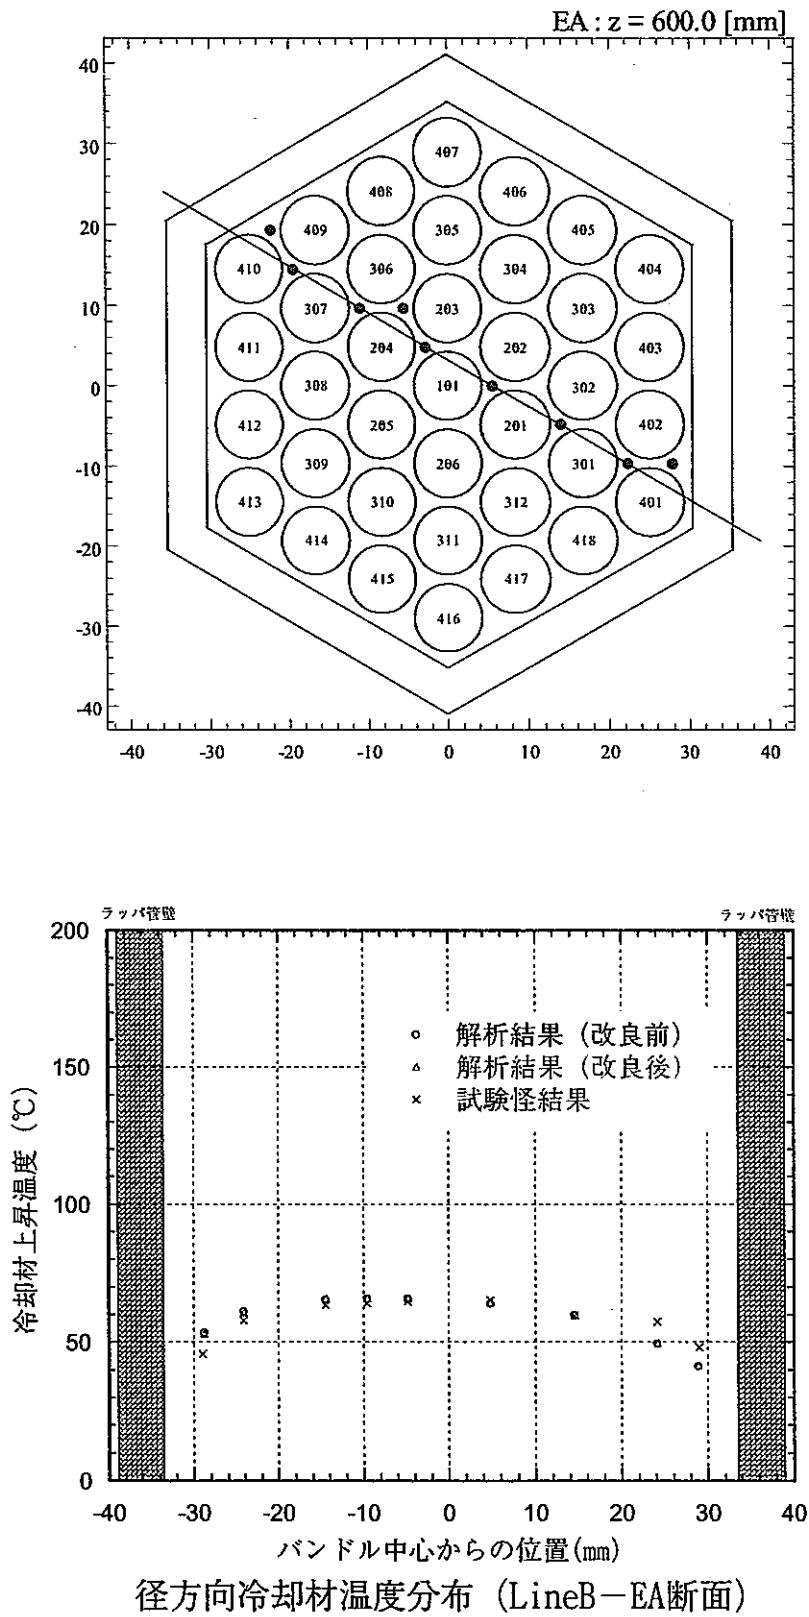 EA : z = 600.0 [mm]
40
30
20
10
0
-10
-20
-30
-40
407
408 406
409 305 405
410 306 304 404
307 203 303
411 204 202 403
308 101 302
412 205 201 402
309 206 301
413 310 312 401
414 311 418
415 417
416
-40 -30 -20 -10 0 10 20 30 40
ラッパ管壁 ラッパ管壁
200
150
100
50
0
冷却材上昇温度 (℃)
解析結果 (改良前)
解析結果 (改良後)
試験怪結果
-40 -30 -20 -10 0 10 20 30 40
バンドル中心からの位置(mm)
径方向冷却材温度分布 (LineB-EA断面)